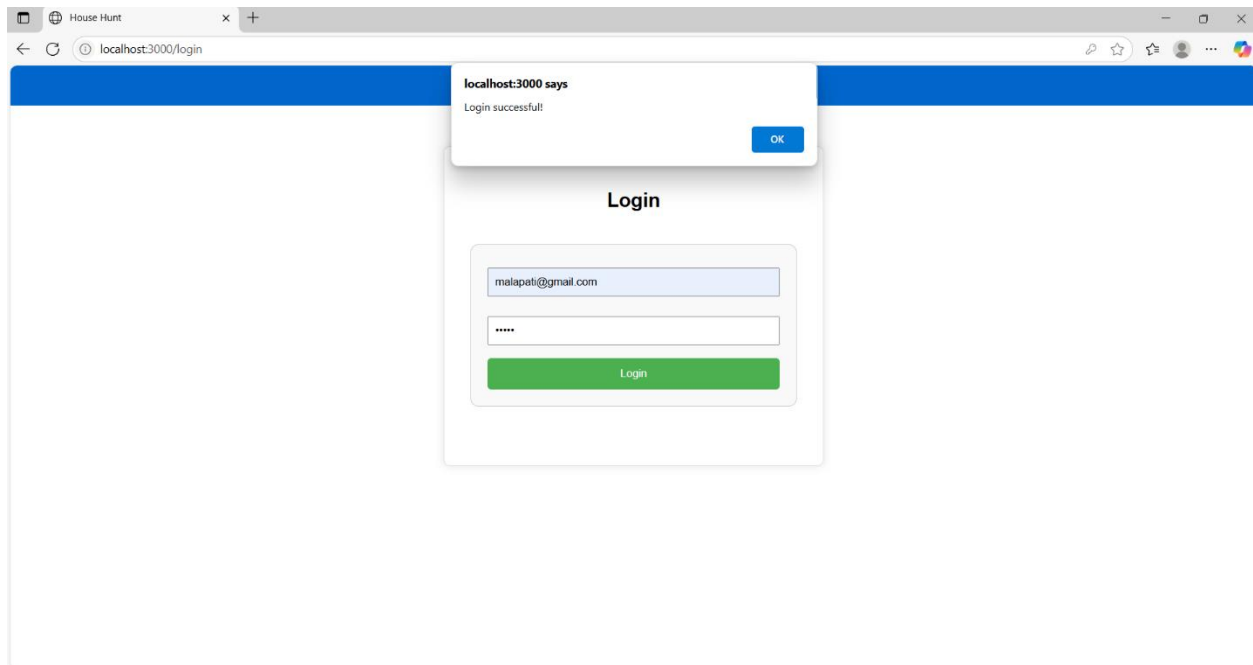 House Hunt
localhost:3000/login
localhost:3000 says
Login successful!
OK
Login
malapati@gmail.com
•••••
Login